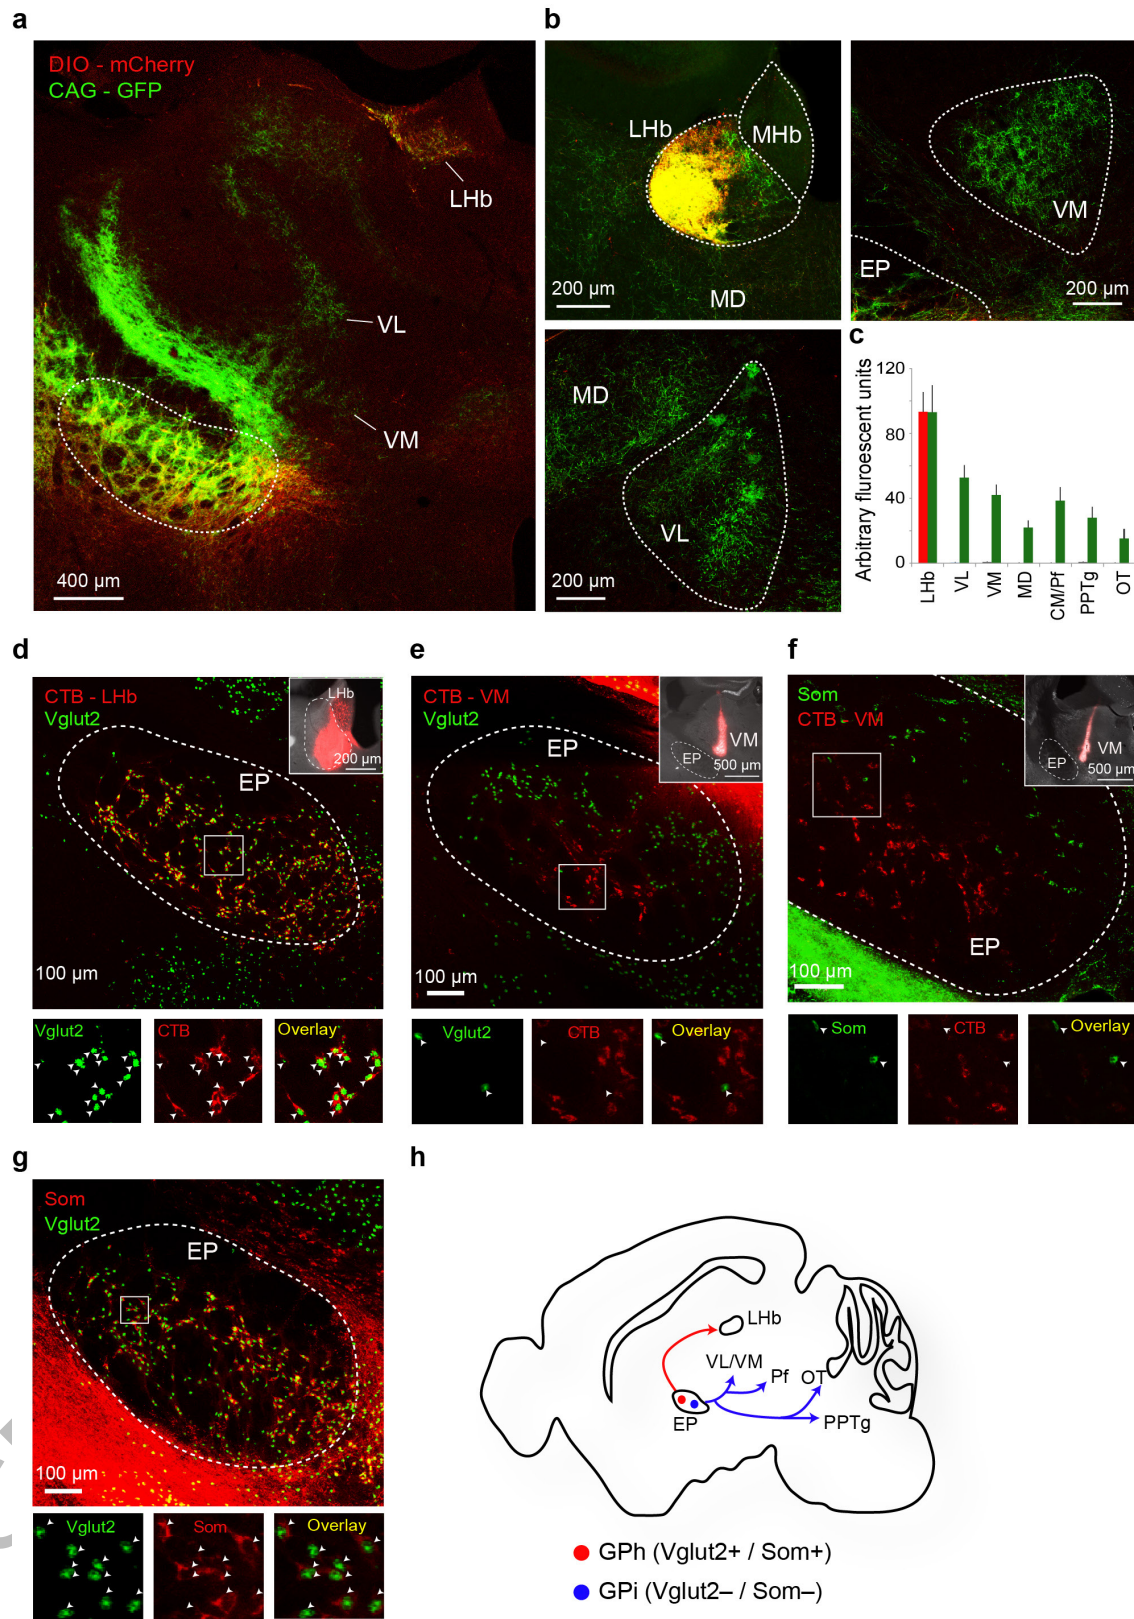 a
DIO - mCherry
CAG - GFP
LHb
VL
VM
400 µm
b
LHb
MHb
MD
200 µm
VM
EP
200 µm
MD
VL
200 µm
c
Arbitrary fluroescent units
120
80
40
0
LHb
VL
VM
MD
CM/Pf
PPTg
OT
d
CTB - LHb
Vglut2
LHb
200 µm
EP
100 µm
Vglut2
CTB
Overlay
e
CTB - VM
Vglut2
VM
EP
500 µm
EP
100 µm
Vglut2
CTB
Overlay
f
Som
CTB - VM
VM
EP
500 µm
EP
100 µm
Som
CTB
Overlay
g
Som
Vglut2
EP
100 µm
Vglut2
Som
Overlay
h
LHb
VL/VM
Pf
OT
EP
PPTg
GPh (Vglut2+ / Som+)
GPi (Vglut2– / Som–)